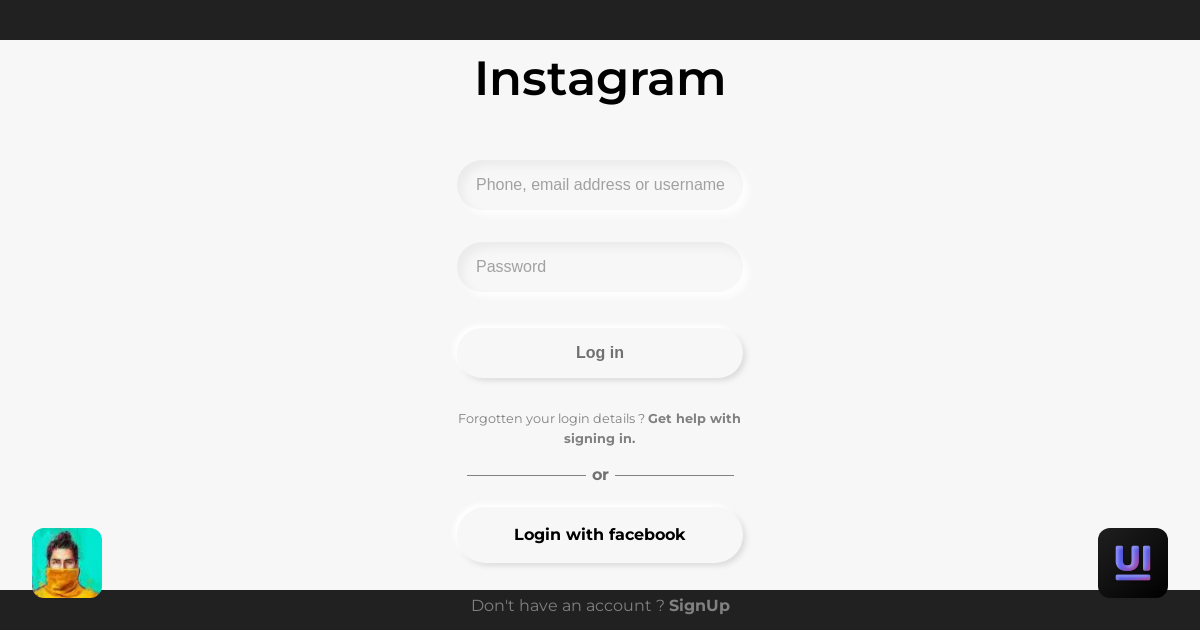 Instagram
Phone, email address or username
Password
Log in
Forgotten your login details ? Get help with
signing in.
or
Login with facebook
UI
Don't have an account ? SignUp